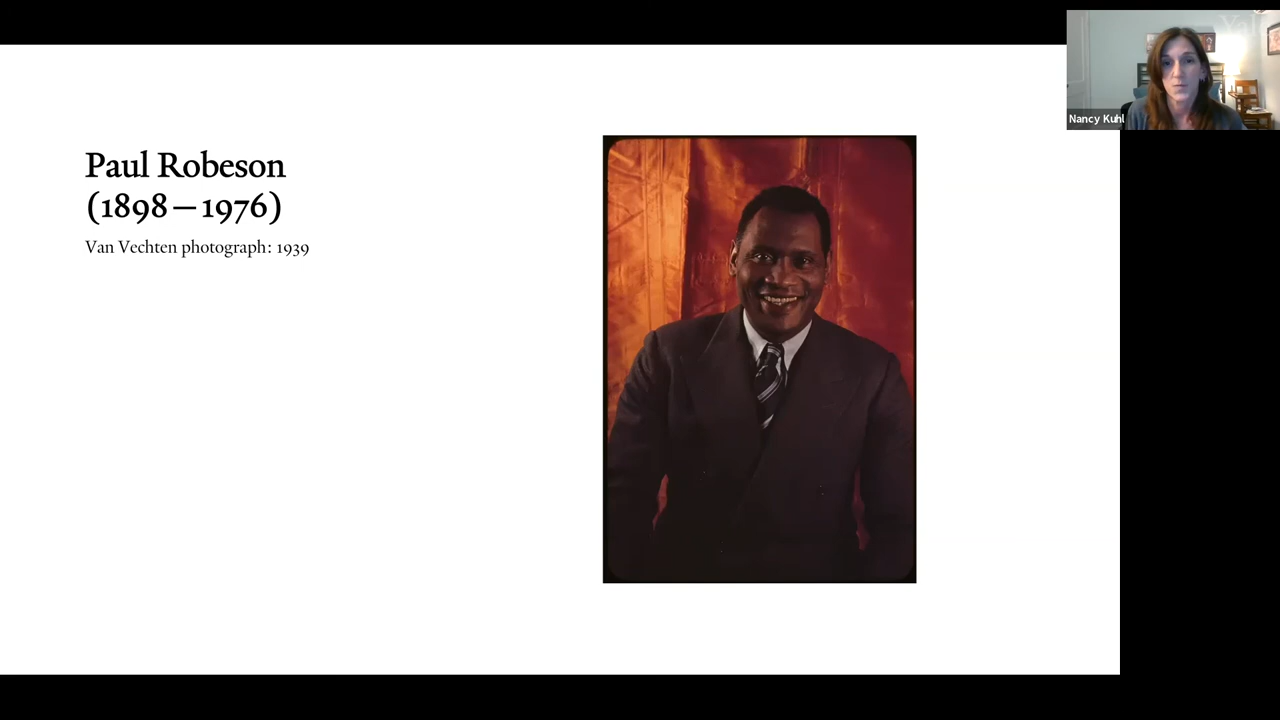 Paul Robeson
(1898 – 1976)
Van Vechten photograph: 1939
Nancy Kuhl